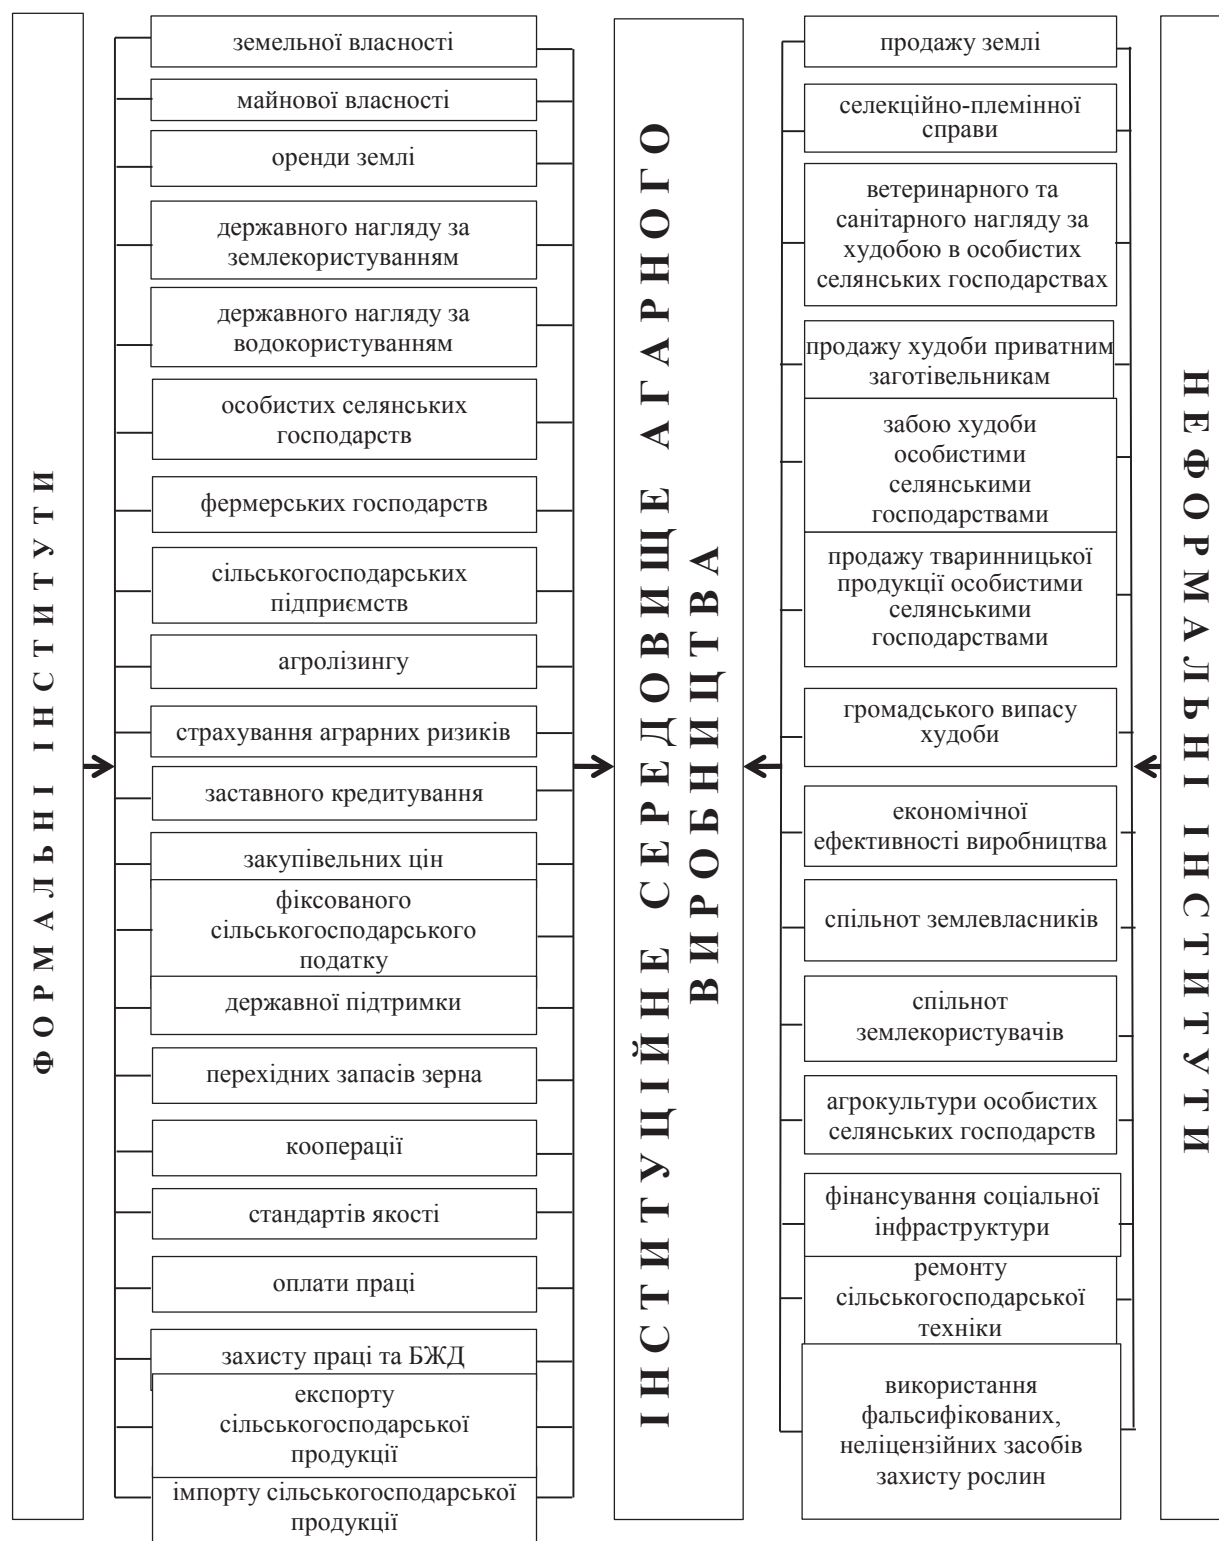 ФОРМАЛЬНІ ІНСТИТУТИ
земельної власності
майнової власності
оренди землі
державного нагляду за
землекористуванням
державного нагляду за
водокористуванням
особистих селянських
господарств
фермерських господарств
сільськогосподарських
підприємств
агролізингу
страхування аграрних ризиків
заставного кредитування
закупівельних цін
фіксованого
сільськогосподарського
податку
державної підтримки
перехідних запасів зерна
кооперації
стандартів якості
оплати праці
захисту праці та БЖД
експорту
сільськогосподарської
продукції
імпорту сільськогосподарської
продукції
ІНСТИТУЦІЙНЕ СЕРЕДОВИЩЕ АГАРНОГО
ВИРОБНИЦТВА
продажу землі
селекційно-племінної
справи
ветеринарного та
санітарного нагляду за
худобою в особистих
селянських господарствах
продажу худоби приватним
заготівельникам
забою худоби
особистими
селянськими
господарствами
продажу тваринницької
продукції особистими
селянськими
господарствами
громадського випасу
худоби
економічної
ефективності виробництва
спільнот землевласників
спільнот
землекористувачів
агрокультури особистих
селянських господарств
фінансування соціальної
інфраструктури
ремонту
сільськогосподарської
техніки
використання
фальсифікованих,
неліцензійних засобів
захисту рослин
НЕФОРМАЛЬНІ ІНСТИТУТИ